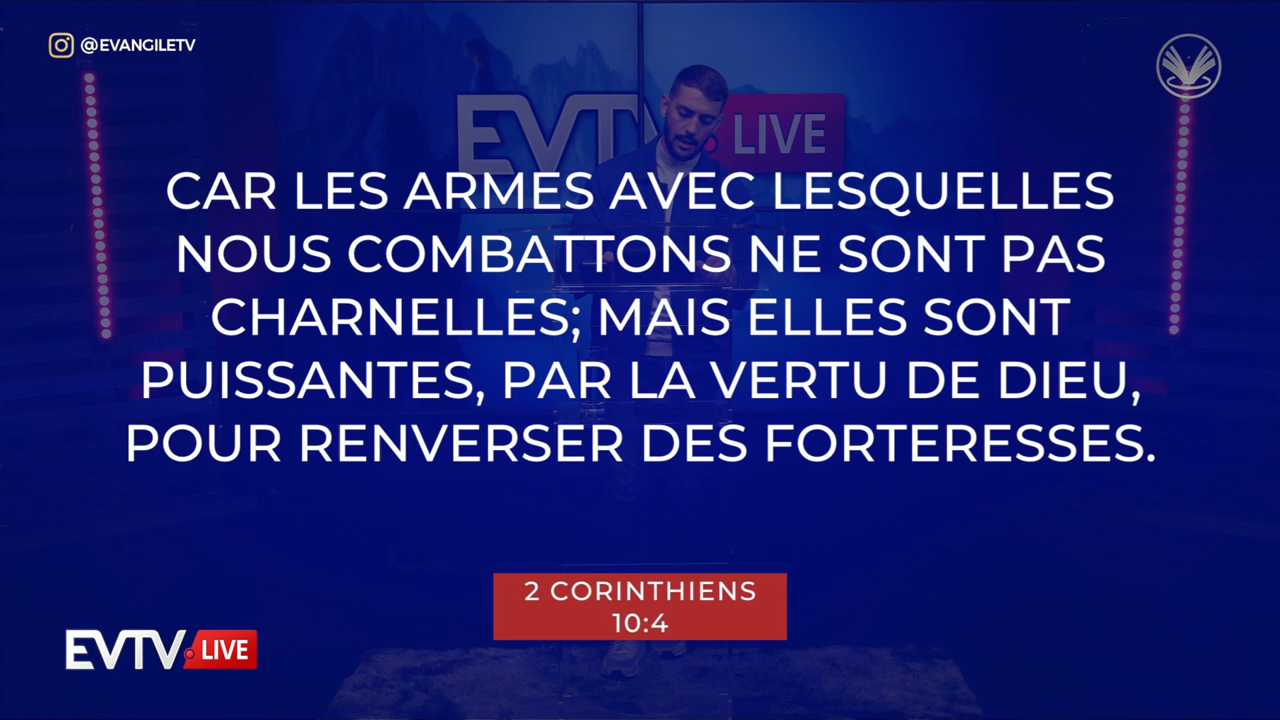 @EVANGILETV
EVTV LIVE
CAR LES ARMES AVEC LESQUELLES
NOUS COMBATTONS NE SONT PAS
CHARNELLES; MAIS ELLES SONT
PUISSANTES, PAR LA VERTU DE DIEU,
POUR RENVERSER DES FORTERESSES.
2 CORINTHIENS
10:4
EVTV LIVE